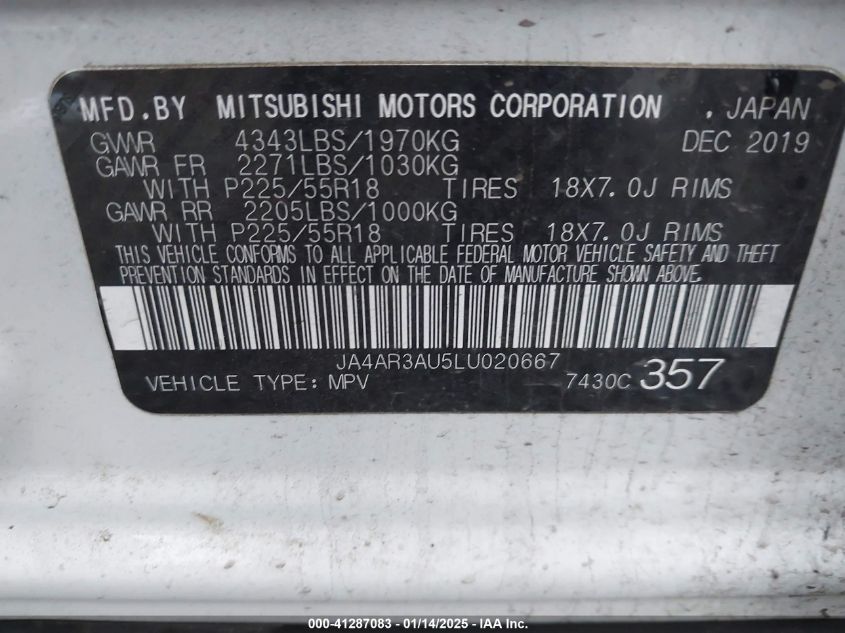 MFD.BY MITSUBISHI MOTORS CORPORATION , JAPAN
GVWR 4343LBS/1970KG DEC 2019
GAWR FR 2271LBS/1030KG
WITH P225/55R18 TIRES 18X7.0J RIMS
GAWR RR 2205LBS/1000KG
WITH P225/55R18 TIRES 18X7.0J RIMS
THIS VEHICLE CONFORMS TO ALL APPLICABLE FEDERAL MOTOR VEHICLE SAFETY AND THEFT
PREVENTION STANDARDS IN EFFECT ON THE DATE OF MANUFACTURE SHOWN ABOVE.
JA4AR3AU5LU020667
VEHICLE TYPE: MPV 7430C 357
000-41287083 - 01/14/2025 - IAA Inc.